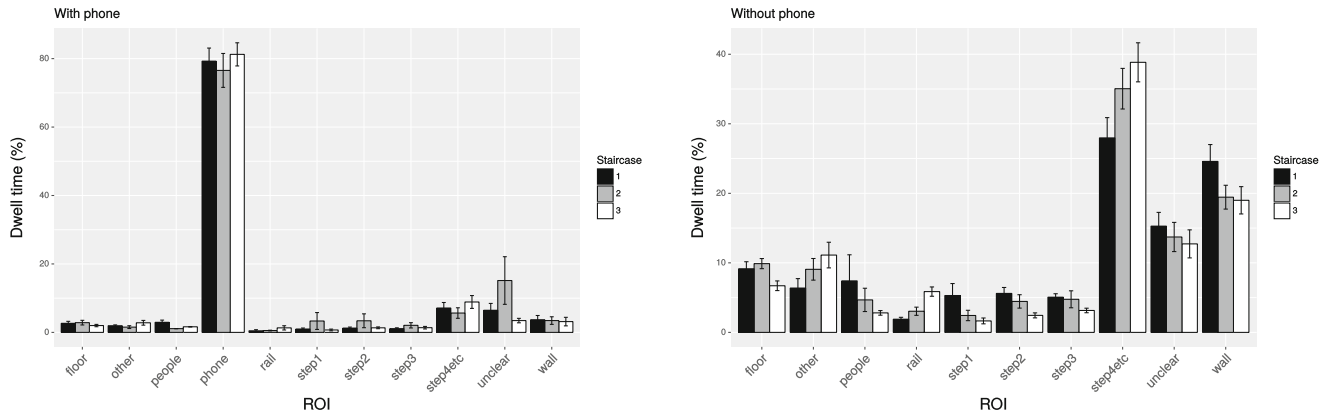 With phone
Dwell time (%)
80
60
40
20
0
floor other people phone rail step1 step2 step3 step4etc unclear wall
ROI
Staircase
1
2
3
Without phone
Dwell time (%)
40
30
20
10
0
floor other people rail step1 step2 step3 step4etc unclear wall
ROI
Staircase
1
2
3